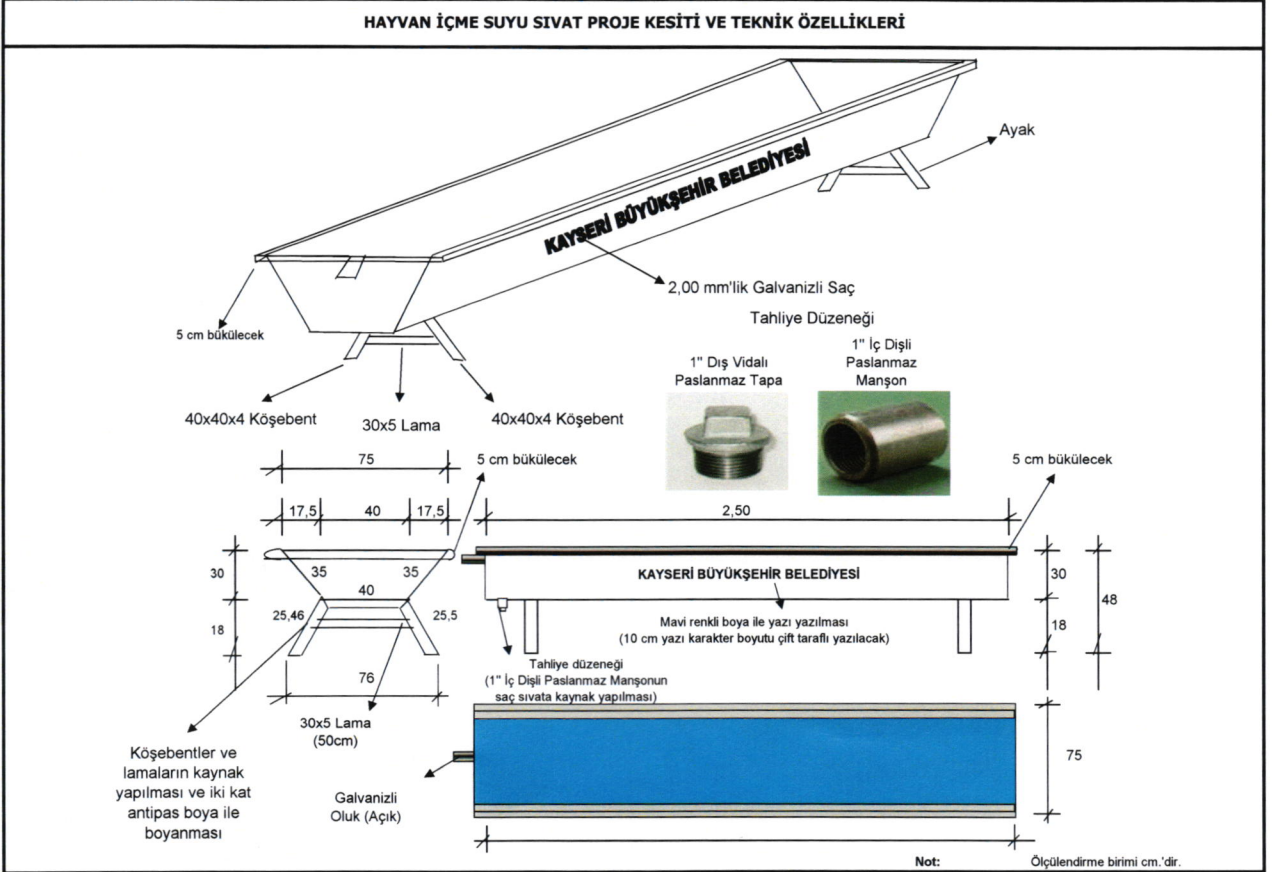 HAYVAN İÇME SUYU SIVAT PROJE KESİTİ VE TEKNİK ÖZELLİKLERİ
Ayak
KAYSERİ BÜYÜKŞEHİR BELEDİYESİ
2,00 mm'lik Galvanizli Saç
5 cm bükülecek
Tahliye Düzeneği
1" Dış Vidalı
Paslanmaz Tapa
1" İç Dişli
Paslanmaz
Manşon
40x40x4 Köşebent
30x5 Lama
40x40x4 Köşebent
75
5 cm bükülecek
5 cm bükülecek
17,5
40
17,5
2,50
30
35
35
40
25,46
25,5
18
76
KAYSERİ BÜYÜKŞEHİR BELEDİYESİ
Mavi renkli boya ile yazı yazılması
(10 cm yazı karakter boyutu çift taraflı yazılacak)
30
18
48
Tahliye düzeneği
(1" İç Dişli Paslanmaz Manşonun
saç sıvata kaynak yapılması)
30x5 Lama
(50cm)
Köşebentler ve
lamaların kaynak
yapılması ve iki kat
antipas boya ile
boyanması
Galvanizli
Oluk (Açık)
75
Not:
Ölçülendirme birimi cm.'dir.